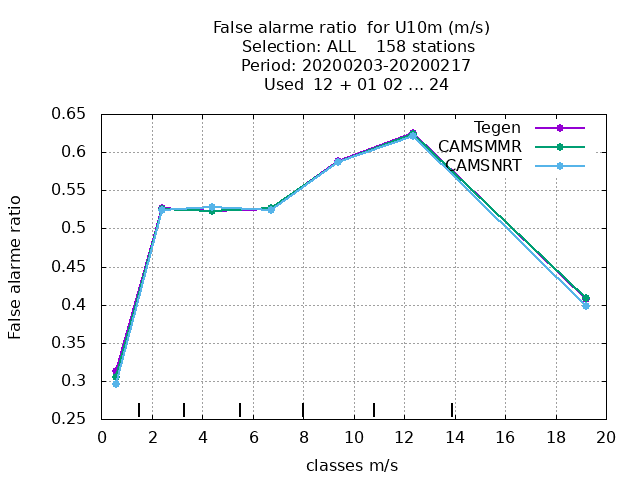 False alarme ratio  for U10m (m/s)
Selection: ALL    158 stations
Period: 20200203-20200217
Used  12 + 01 02 ... 24
Tegen
CAMSMMR
CAMSNRT
0.65
0.6
0.55
0.5
0.45
0.4
0.35
0.3
0.25
False alarme ratio
0 2 4 6 8 10 12 14 16 18 20
classes m/s